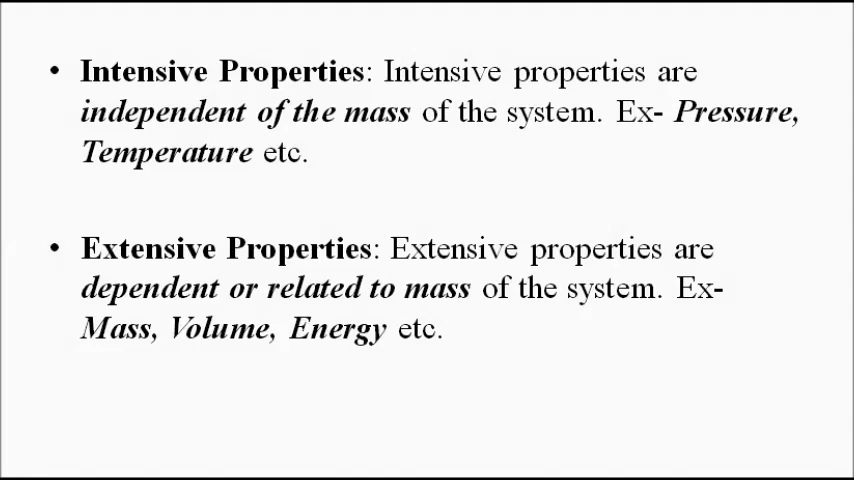 • Intensive Properties: Intensive properties are
independent of the mass of the system. Ex- Pressure,
Temperature etc.
• Extensive Properties: Extensive properties are
dependent or related to mass of the system. Ex-
Mass, Volume, Energy etc.